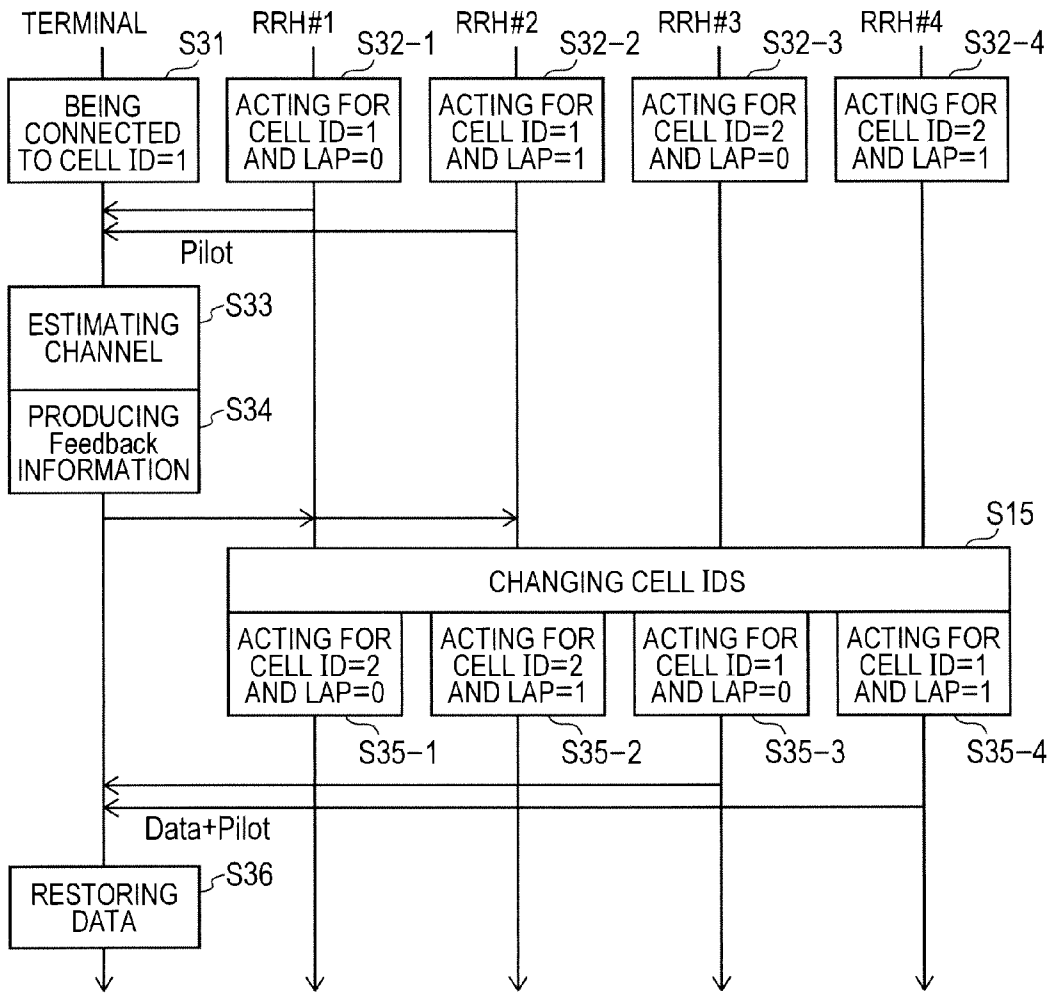 TERMINAL
RRH#1
RRH#2
RRH#3
RRH#4
S31
S32-1
S32-2
S32-3
S32-4
BEING
CONNECTED
TO CELL ID=1
ACTING FOR
CELL ID=1
AND LAP=0
ACTING FOR
CELL ID=1
AND LAP=1
ACTING FOR
CELL ID=2
AND LAP=0
ACTING FOR
CELL ID=2
AND LAP=1
Pilot
S33
ESTIMATING
CHANNEL
S34
PRODUCING
Feedback
INFORMATION
S15
CHANGING CELL IDS
ACTING FOR
CELL ID=2
AND LAP=0
ACTING FOR
CELL ID=2
AND LAP=1
ACTING FOR
CELL ID=1
AND LAP=0
ACTING FOR
CELL ID=1
AND LAP=1
S35-1
S35-2
S35-3
S35-4
Data+Pilot
S36
RESTORING
DATA